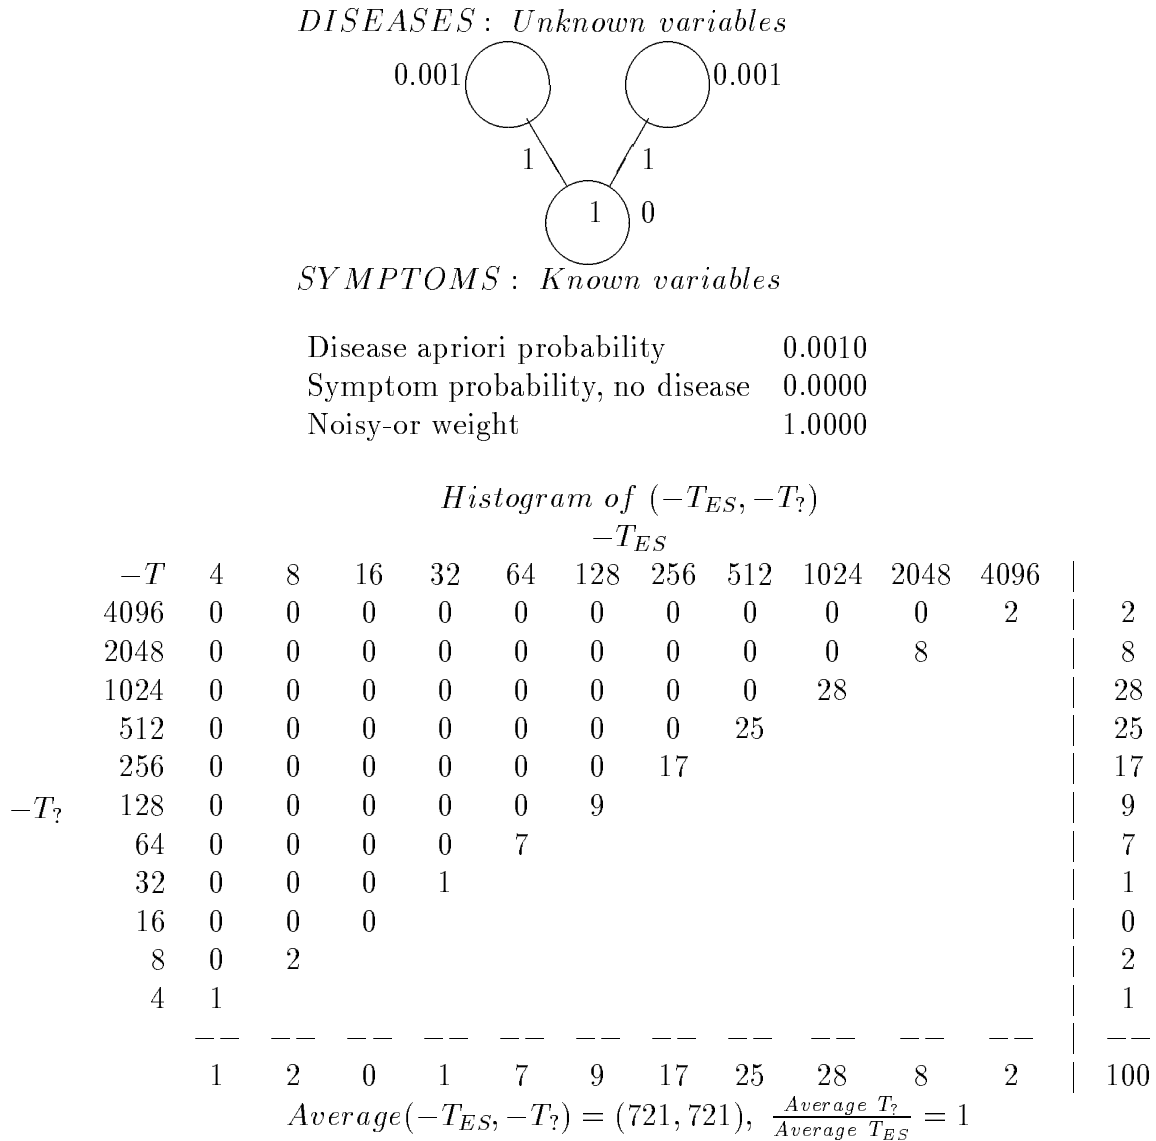 DISEASES : Unknown variables
0.001 0.001
1 1
1 0
SYMPTOMS : Known variables
Disease apriori probability 0.0010
Symptom probability, no disease 0.0000
Noisy-or weight 1.0000
Histogram of (−T_ES, −T_?)
−T_ES
−T 4 8 16 32 64 128 256 512 1024 2048 4096 |
4096 0 0 0 0 0 0 0 0 0 0 2 | 2
2048 0 0 0 0 0 0 0 0 0 8 | 8
1024 0 0 0 0 0 0 0 0 28 | 28
512 0 0 0 0 0 0 0 25 | 25
256 0 0 0 0 0 0 17 | 17
−T_? 128 0 0 0 0 0 9 | 9
64 0 0 0 0 7 | 7
32 0 0 0 1 | 1
16 0 0 0 | 0
8 0 2 | 2
4 1 | 1
−− −− −− −− −− −− −− −− −− −− −− | −−
1 2 0 1 7 9 17 25 28 8 2 | 100
Average(−T_ES, −T_?) = (721, 721), Average T_? / Average T_ES = 1